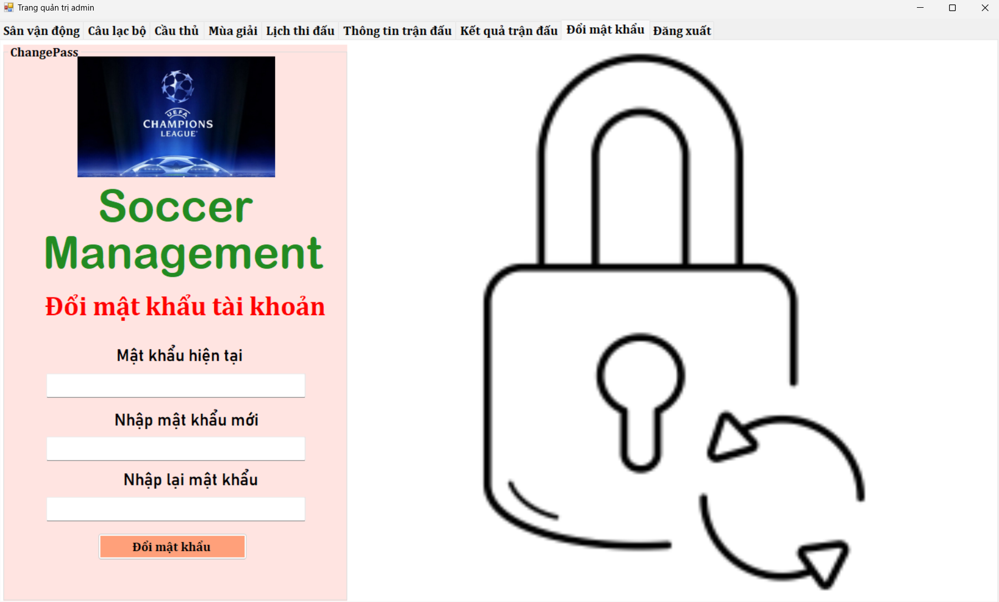 Trang quản trị admin
Sân vận động Câu lạc bộ Cầu thủ Mùa giải Lịch thi đấu Thông tin trận đấu Kết quả trận đấu Đổi mật khẩu Đăng xuất
ChangePass
UEFA
CHAMPIONS
LEAGUE
Soccer
Management
Đổi mật khẩu tài khoản
Mật khẩu hiện tại
Nhập mật khẩu mới
Nhập lại mật khẩu
Đổi mật khẩu